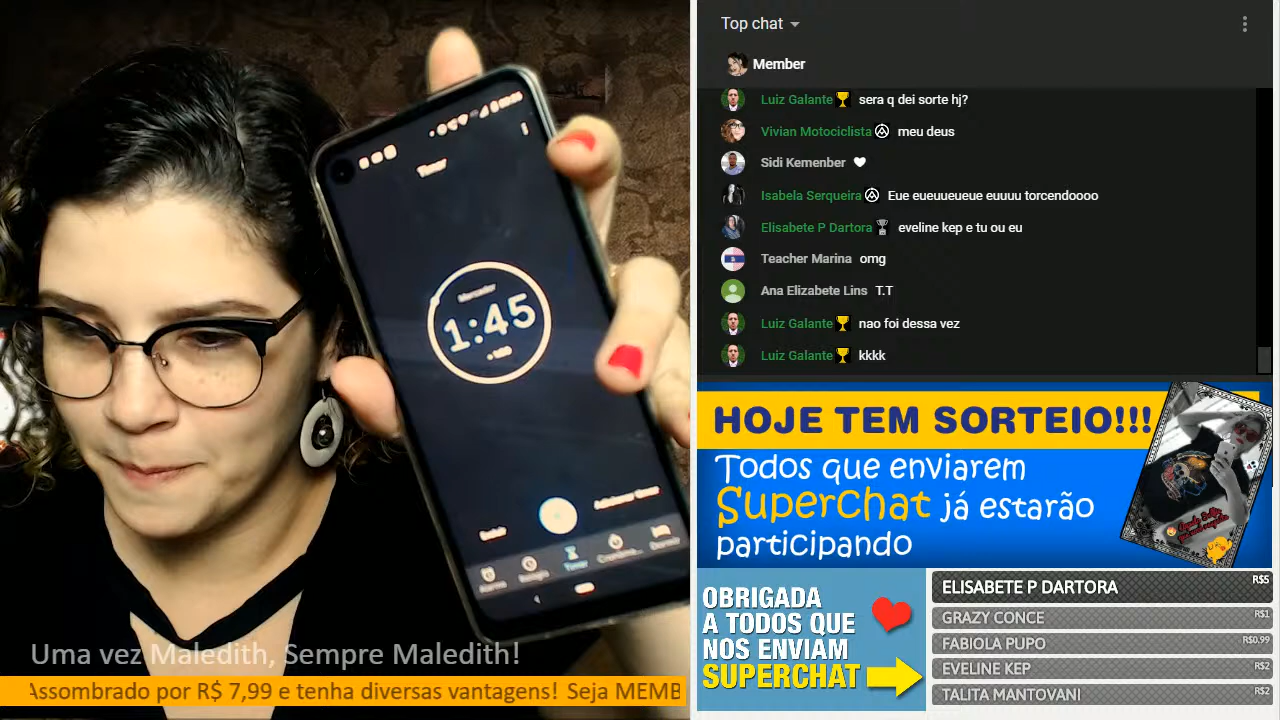 Timer
1:45
Uma vez Maledith, Sempre Maledith!
Assombrado por R$ 7,99 e tenha diversas vantagens! Seja MEMB
Top chat
Member
Luiz Galante sera q dei sorte hj?
Vivian Motociclista meu deus
Sidi Kemenber
Isabela Serqueira Eue eueuueueue euuuu torcendoooo
Elisabete P Dartora eveline kep e tu ou eu
Teacher Marina omg
Ana Elizabete Lins T.T
Luiz Galante nao foi dessa vez
Luiz Galante kkkk
HOJE TEM SORTEIO!!!
Todos que enviarem
Superchat já estarão
participando
OBRIGADA
A TODOS QUE
NOS ENVIAM
SUPERCHAT
ELISABETE P DARTORA R$5
GRAZY CONCE R$1
FABIOLA PUPO R$0.99
EVELINE KEP R$2
TALITA MANTOVANI R$2